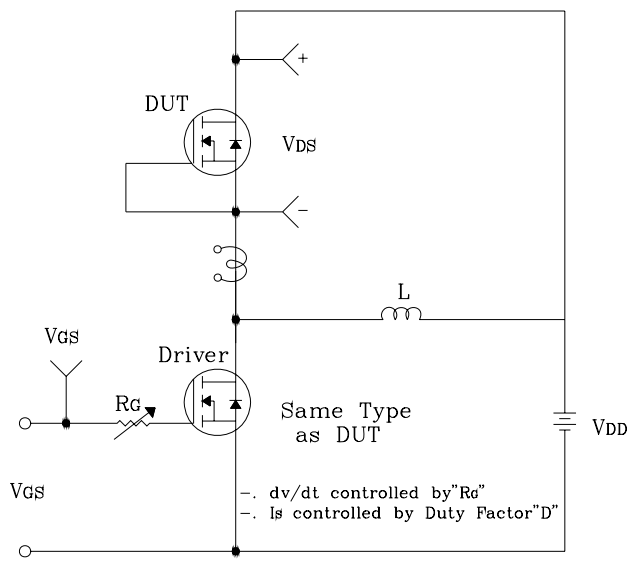 +
DUT
VDS
−
L
VGS
Driver
RG
Same Type
as DUT
VDD
VGS
−. dv/dt controlled by"RG"
−. Is controlled by Duty Factor"D"